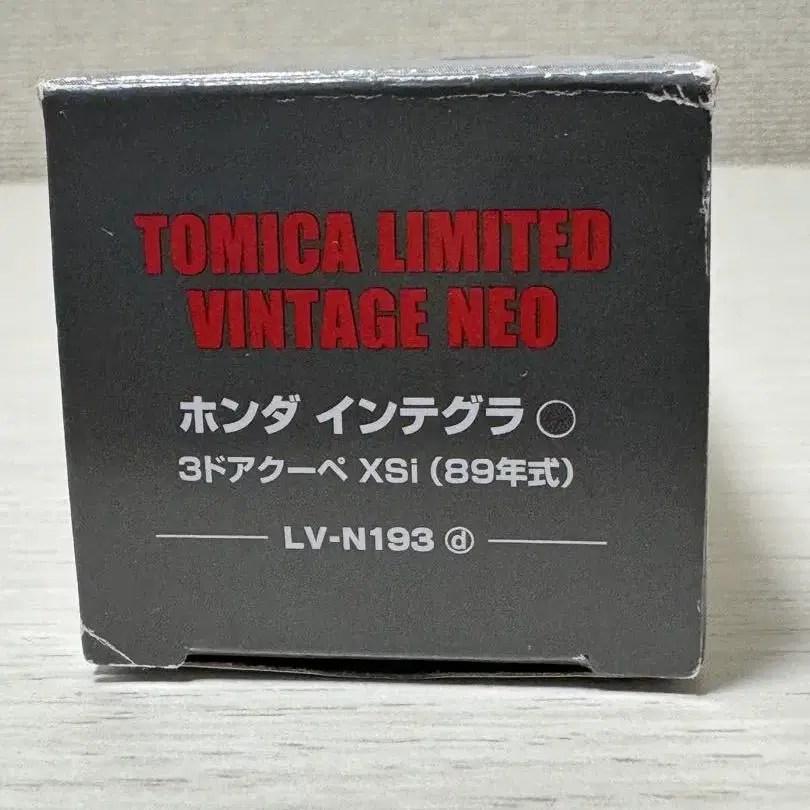 TOMICA LIMITED
VINTAGE NEO
ホンダ インテグラ
3ドアクーペ XSi (89年式)
LV-N193 ⓓ